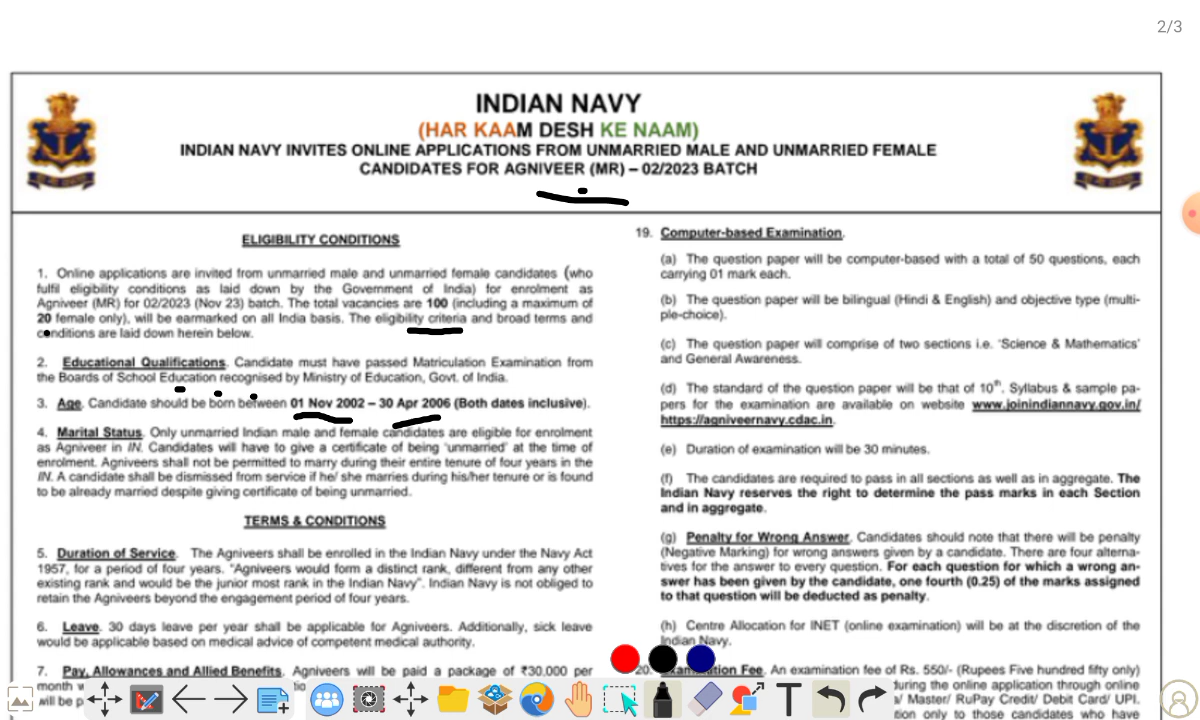 2/3
INDIAN NAVY
(HAR KAAM DESH KE NAAM)
INDIAN NAVY INVITES ONLINE APPLICATIONS FROM UNMARRIED MALE AND UNMARRIED FEMALE
CANDIDATES FOR AGNIVEER (MR) – 02/2023 BATCH
ELIGIBILITY CONDITIONS
1. Online applications are invited from unmarried male and unmarried female candidates (who
fulfil eligibility conditions as laid down by the Government of India) for enrolment as
Agniveer (MR) for 02/2023 (Nov 23) batch. The total vacancies are 100 (including a maximum of
20 female only), will be earmarked on all India basis. The eligibility criteria and broad terms and
conditions are laid down herein below.
2. Educational Qualifications. Candidate must have passed Matriculation Examination from
the Boards of School Education recognised by Ministry of Education, Govt. of India.
3. Age. Candidate should be born between 01 Nov 2002 – 30 Apr 2006 (Both dates inclusive).
4. Marital Status. Only unmarried Indian male and female candidates are eligible for enrolment
as Agniveer in IN. Candidates will have to give a certificate of being ‘unmarried’ at the time of
enrolment. Agniveers shall not be permitted to marry during their entire tenure of four years in the
IN. A candidate shall be dismissed from service if he/ she marries during his/her tenure or is found
to be already married despite giving certificate of being unmarried.
TERMS & CONDITIONS
5. Duration of Service. The Agniveers shall be enrolled in the Indian Navy under the Navy Act
1957, for a period of four years. “Agniveers would form a distinct rank, different from any other
existing rank and would be the junior most rank in the Indian Navy”. Indian Navy is not obliged to
retain the Agniveers beyond the engagement period of four years.
6. Leave. 30 days leave per year shall be applicable for Agniveers. Additionally, sick leave
would be applicable based on medical advice of competent medical authority.
7. Pay, Allowances and Allied Benefits. Agniveers will be paid a package of ₹30,000 per
month
will be
19. Computer-based Examination.
(a) The question paper will be computer-based with a total of 50 questions, each
carrying 01 mark each.
(b) The question paper will be bilingual (Hindi & English) and objective type (multi-
ple-choice).
(c) The question paper will comprise of two sections i.e. ‘Science & Mathematics’
and General Awareness.
(d) The standard of the question paper will be that of 10th. Syllabus & sample pa-
pers for the examination are available on website www.joinindiannavy.gov.in/
https://agniveernavy.cdac.in.
(e) Duration of examination will be 30 minutes.
(f) The candidates are required to pass in all sections as well as in aggregate. The
Indian Navy reserves the right to determine the pass marks in each Section
and in aggregate.
(g) Penalty for Wrong Answer. Candidates should note that there will be penalty
(Negative Marking) for wrong answers given by a candidate. There are four alterna-
tives for the answer to every question. For each question for which a wrong an-
swer has been given by the candidate, one fourth (0.25) of the marks assigned
to that question will be deducted as penalty.
(h) Centre Allocation for INET (online examination) will be at the discretion of the
Indian Navy.
20. Examination Fee. An examination fee of Rs. 550/- (Rupees Five hundred fifty only)
during the online application through online
Master/ RuPay Credit/ Debit Card/ UPI.
only to those candidates who have